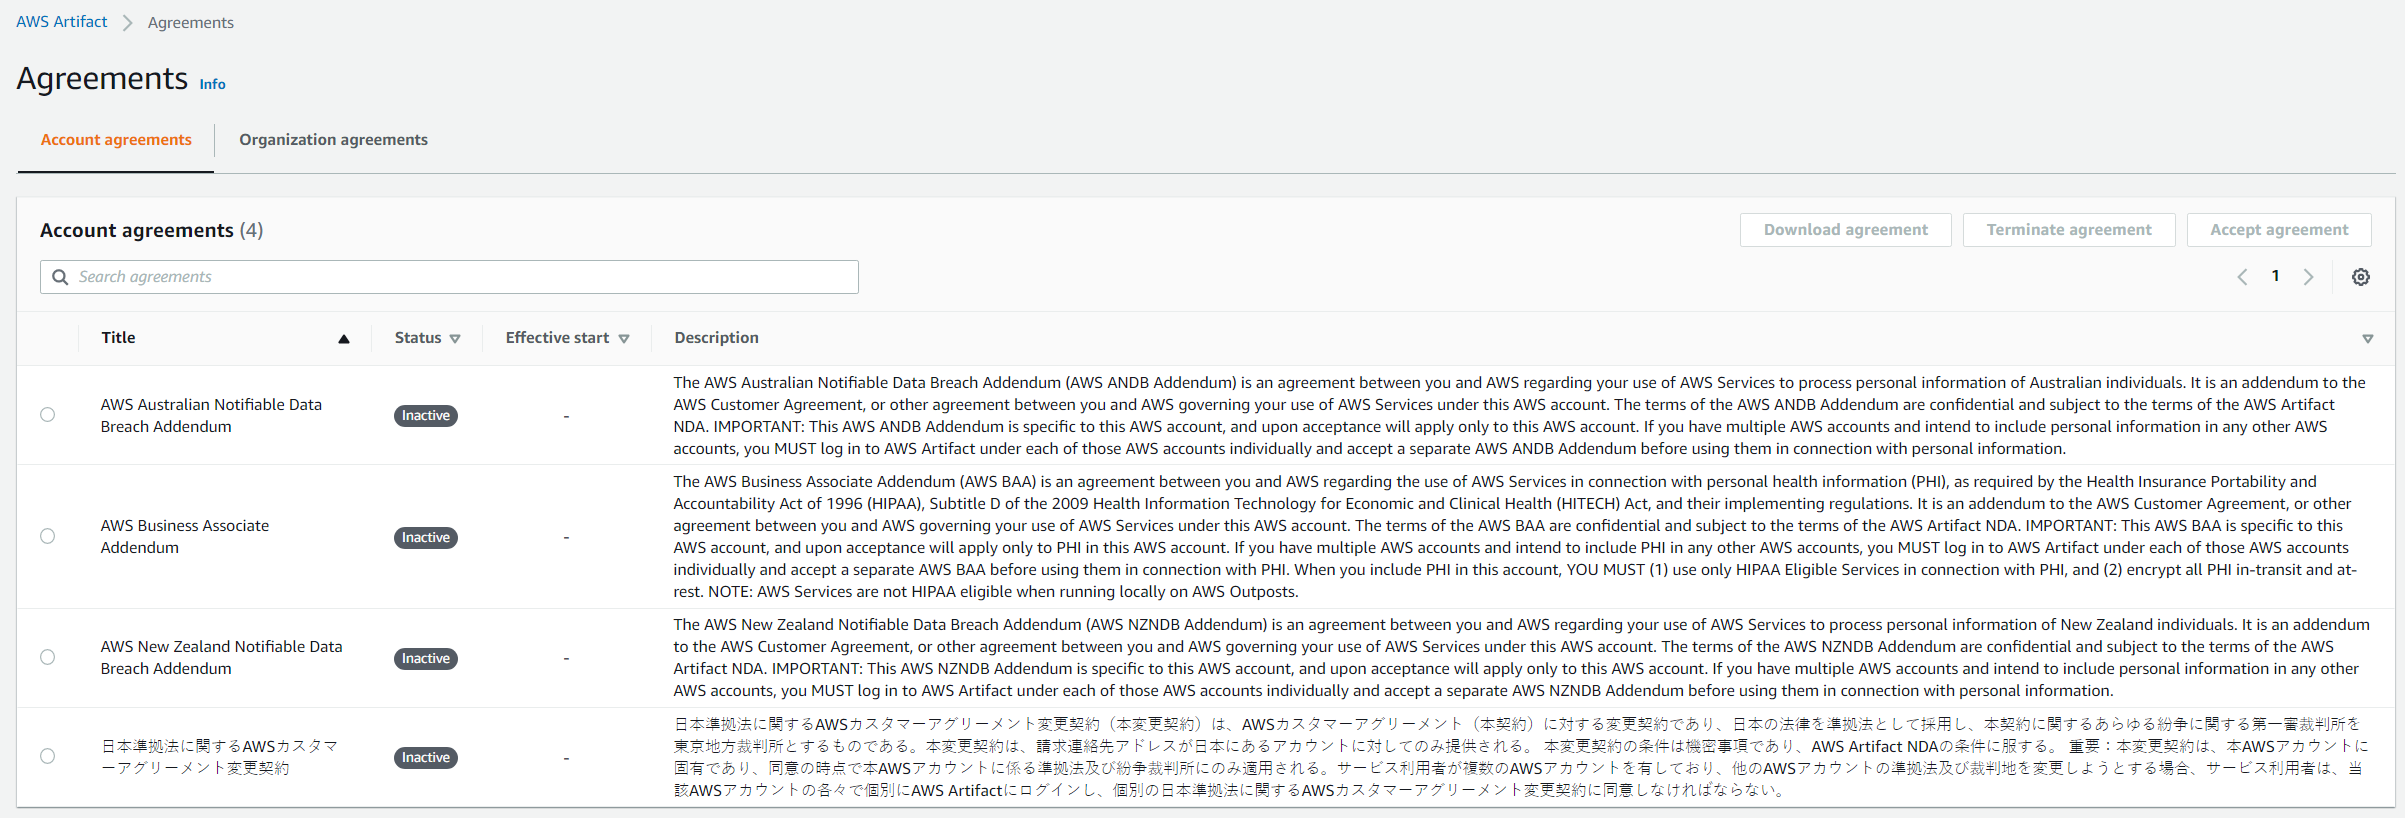 AWS Artifact > Agreements
Agreements Info
Account agreements Organization agreements
Account agreements (4) Download agreement Terminate agreement Accept agreement
Search agreements 1
Title Status Effective start Description
AWS Australian Notifiable Data
Breach Addendum
Inactive
-
The AWS Australian Notifiable Data Breach Addendum (AWS ANDB Addendum) is an agreement between you and AWS regarding your use of AWS Services to process personal information of Australian individuals. It is an addendum to the
AWS Customer Agreement, or other agreement between you and AWS governing your use of AWS Services under this AWS account. The terms of the AWS ANDB Addendum are confidential and subject to the terms of the AWS Artifact
NDA. IMPORTANT: This AWS ANDB Addendum is specific to this AWS account, and upon acceptance will apply only to this AWS account. If you have multiple AWS accounts and intend to include personal information in any other AWS
accounts, you MUST log in to AWS Artifact under each of those AWS accounts individually and accept a separate AWS ANDB Addendum before using them in connection with personal information.
AWS Business Associate
Addendum
Inactive
-
The AWS Business Associate Addendum (AWS BAA) is an agreement between you and AWS regarding the use of AWS Services in connection with personal health information (PHI), as required by the Health Insurance Portability and
Accountability Act of 1996 (HIPAA), Subtitle D of the 2009 Health Information Technology for Economic and Clinical Health (HITECH) Act, and their implementing regulations. It is an addendum to the AWS Customer Agreement, or other
agreement between you and AWS governing your use of AWS Services under this AWS account. The terms of the AWS BAA are confidential and subject to the terms of the AWS Artifact NDA. IMPORTANT: This AWS BAA is specific to this
AWS account, and upon acceptance will apply only to PHI in this AWS account. If you have multiple AWS accounts and intend to include PHI in any other AWS accounts, you MUST log in to AWS Artifact under each of those AWS accounts
individually and accept a separate AWS BAA before using them in connection with PHI. When you include PHI in this account, YOU MUST (1) use only HIPAA Eligible Services in connection with PHI, and (2) encrypt all PHI in-transit and at-
rest. NOTE: AWS Services are not HIPAA eligible when running locally on AWS Outposts.
AWS New Zealand Notifiable Data
Breach Addendum
Inactive
-
The AWS New Zealand Notifiable Data Breach Addendum (AWS NZNDB Addendum) is an agreement between you and AWS regarding your use of AWS Services to process personal information of New Zealand individuals. It is an addendum
to the AWS Customer Agreement, or other agreement between you and AWS governing your use of AWS Services under this AWS account. The terms of the AWS NZNDB Addendum are confidential and subject to the terms of the AWS
Artifact NDA. IMPORTANT: This AWS NZNDB Addendum is specific to this AWS account, and upon acceptance will apply only to this AWS account. If you have multiple AWS accounts and intend to include personal information in any other
AWS accounts, you MUST log in to AWS Artifact under each of those AWS accounts individually and accept a separate AWS NZNDB Addendum before using them in connection with personal information.
日本準拠法に関するAWSカスタマ
ーアグリーメント変更契約
Inactive
-
日本準拠法に関するAWSカスタマーアグリーメント変更契約（本変更契約）は、AWSカスタマーアグリーメント（本契約）に対する変更契約であり、日本の法律を準拠法として採用し、本契約に関するあらゆる紛争に関する第一審裁判所を
東京地方裁判所とするものである。本変更契約は、請求連絡先アドレスが日本にあるアカウントに対してのみ提供される。 本変更契約の条件は機密事項であり、AWS Artifact NDAの条件に服する。 重要：本変更契約は、本AWSアカウントに
固有であり、同意の時点で本AWSアカウントに係る準拠法及び紛争裁判所にのみ適用される。サービス利用者が複数のAWSアカウントを有しており、他のAWSアカウントの準拠法及び裁判地を変更しようとする場合、サービス利用者は、当
該AWSアカウントの各々で個別にAWS Artifactにログインし、個別の日本準拠法に関するAWSカスタマーアグリーメント変更契約に同意しなければならない。